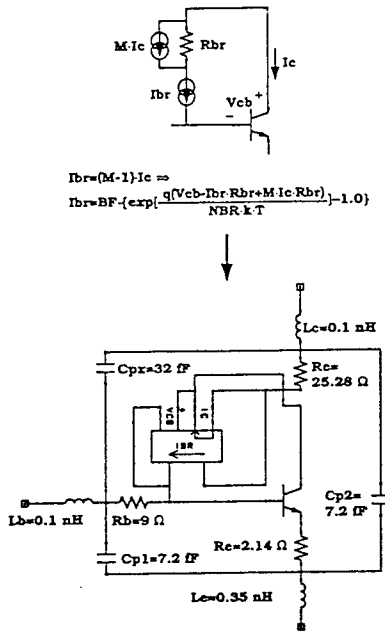 M·Ic
Rbr
Ibr
Ic
Vcb
+
−
Ibr=(M-1)·Ic ⇒
Ibr=BF·{exp[q(Vcb-Ibr·Rbr+M·Ic·Rbr)/NBR·k·T]-1.0}
Lc=0.1 nH
Cpx=32 fF
Rc=
25.28 Ω
VCB
+
IC
IBR
Lb=0.1 nH
Rb=9 Ω
Cp2=
7.2 fF
Cp1=7.2 fF
Re=2.14 Ω
Le=0.35 nH